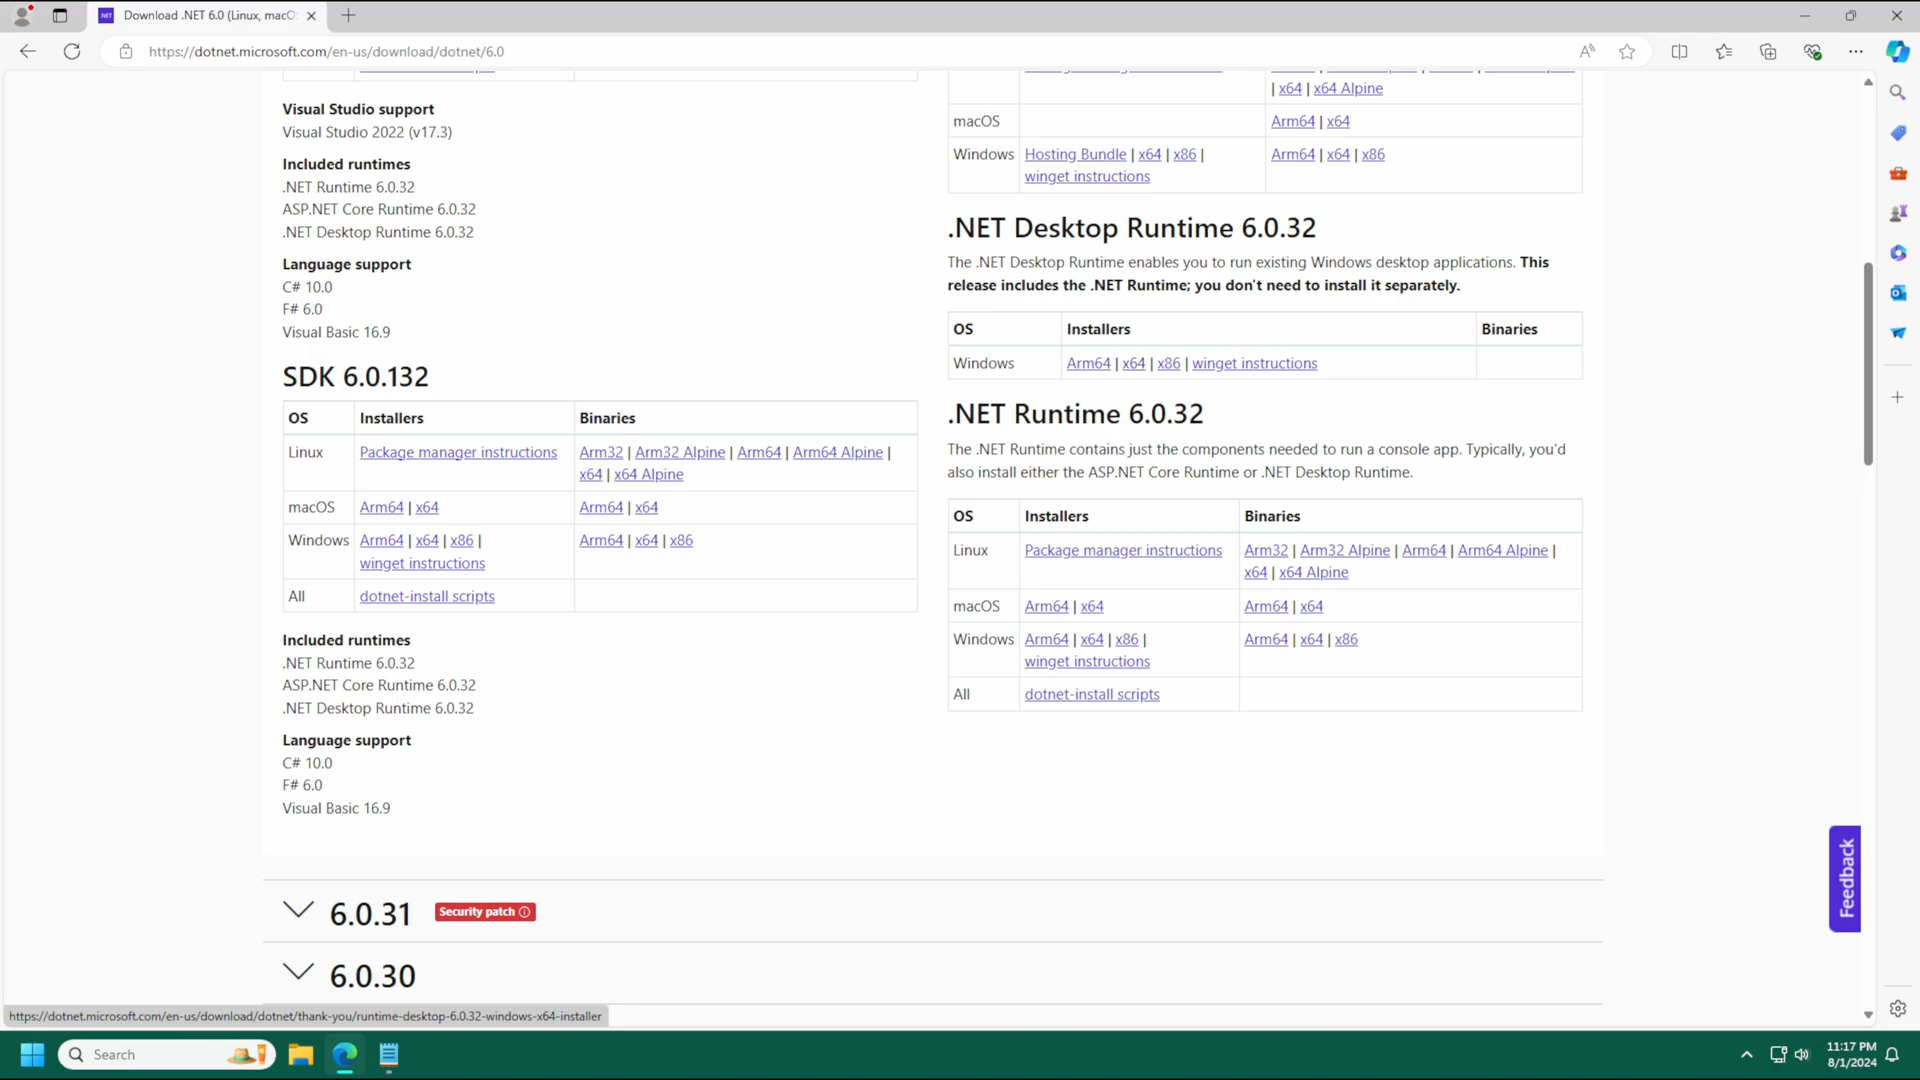 Download .NET 6.0 (Linux, macO
https://dotnet.microsoft.com/en-us/download/dotnet/6.0
Visual Studio support
Visual Studio 2022 (v17.3)
Included runtimes
.NET Runtime 6.0.32
ASP.NET Core Runtime 6.0.32
.NET Desktop Runtime 6.0.32
Language support
C# 10.0
F# 6.0
Visual Basic 16.9
SDK 6.0.132
OS Installers Binaries
Linux Package manager instructions Arm32 | Arm32 Alpine | Arm64 | Arm64 Alpine |
x64 | x64 Alpine
macOS Arm64 | x64 Arm64 | x64
Windows Arm64 | x64 | x86 | Arm64 | x64 | x86
winget instructions
All dotnet-install scripts
Included runtimes
.NET Runtime 6.0.32
ASP.NET Core Runtime 6.0.32
.NET Desktop Runtime 6.0.32
Language support
C# 10.0
F# 6.0
Visual Basic 16.9
| x64 | x64 Alpine
macOS Arm64 | x64
Windows Hosting Bundle | x64 | x86 | Arm64 | x64 | x86
winget instructions
.NET Desktop Runtime 6.0.32
The .NET Desktop Runtime enables you to run existing Windows desktop applications. This
release includes the .NET Runtime; you don't need to install it separately.
OS Installers Binaries
Windows Arm64 | x64 | x86 | winget instructions
.NET Runtime 6.0.32
The .NET Runtime contains just the components needed to run a console app. Typically, you'd
also install either the ASP.NET Core Runtime or .NET Desktop Runtime.
OS Installers Binaries
Linux Package manager instructions Arm32 | Arm32 Alpine | Arm64 | Arm64 Alpine |
x64 | x64 Alpine
macOS Arm64 | x64 Arm64 | x64
Windows Arm64 | x64 | x86 | Arm64 | x64 | x86
winget instructions
All dotnet-install scripts
Feedback
6.0.31 Security patch
6.0.30
https://dotnet.microsoft.com/en-us/download/dotnet/thank-you/runtime-desktop-6.0.32-windows-x64-installer
Search
11:17 PM
8/1/2024